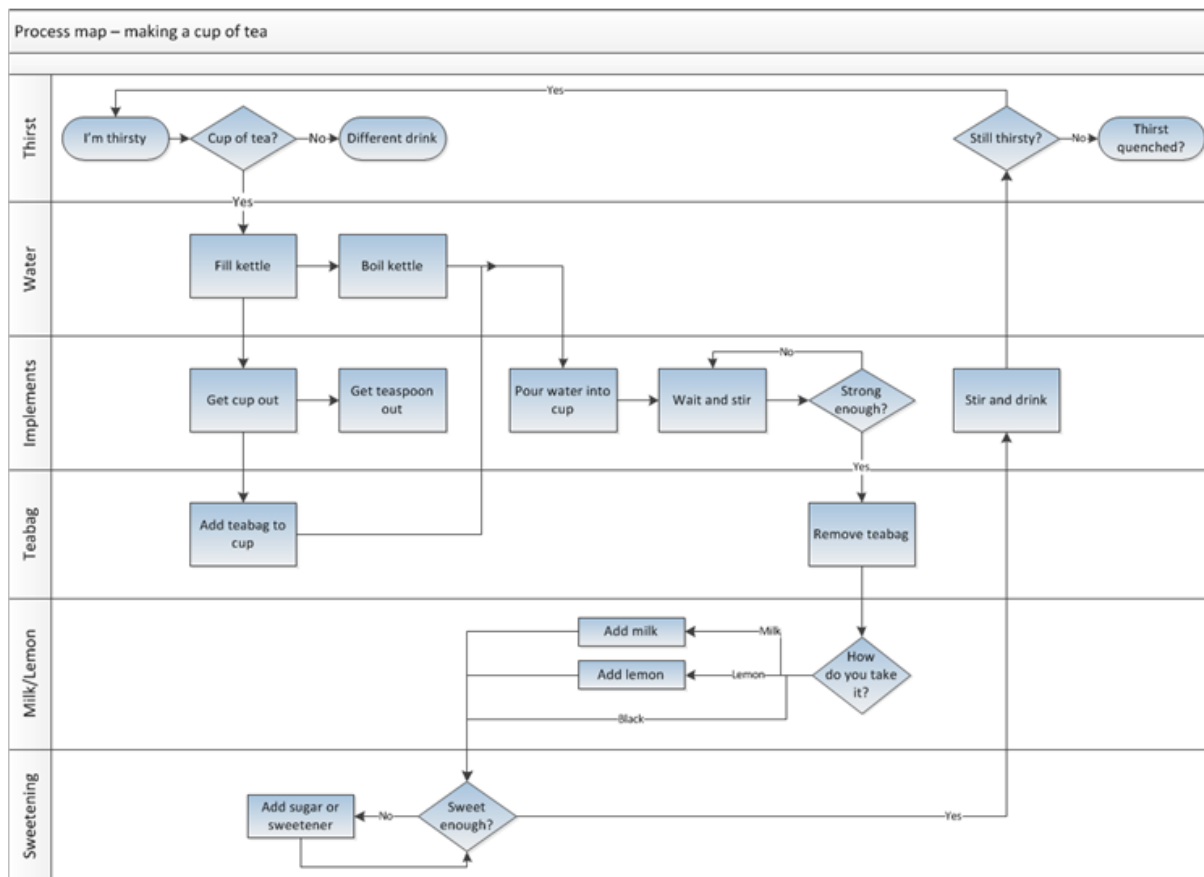 Process map – making a cup of tea
Yes
Thirst
I'm thirsty
Cup of tea?
No
Different drink
Still thirsty?
No
Thirst
quenched?
Yes
Water
Fill kettle
Boil kettle
Implements
Get cup out
Get teaspoon
out
Pour water into
cup
Wait and stir
No
Strong
enough?
Stir and drink
Yes
Teabag
Add teabag to
cup
Remove teabag
Milk/Lemon
Add milk
Milk
Add lemon
Lemon
How
do you take
it?
Black
Sweetening
Add sugar or
sweetener
No
Sweet
enough?
Yes